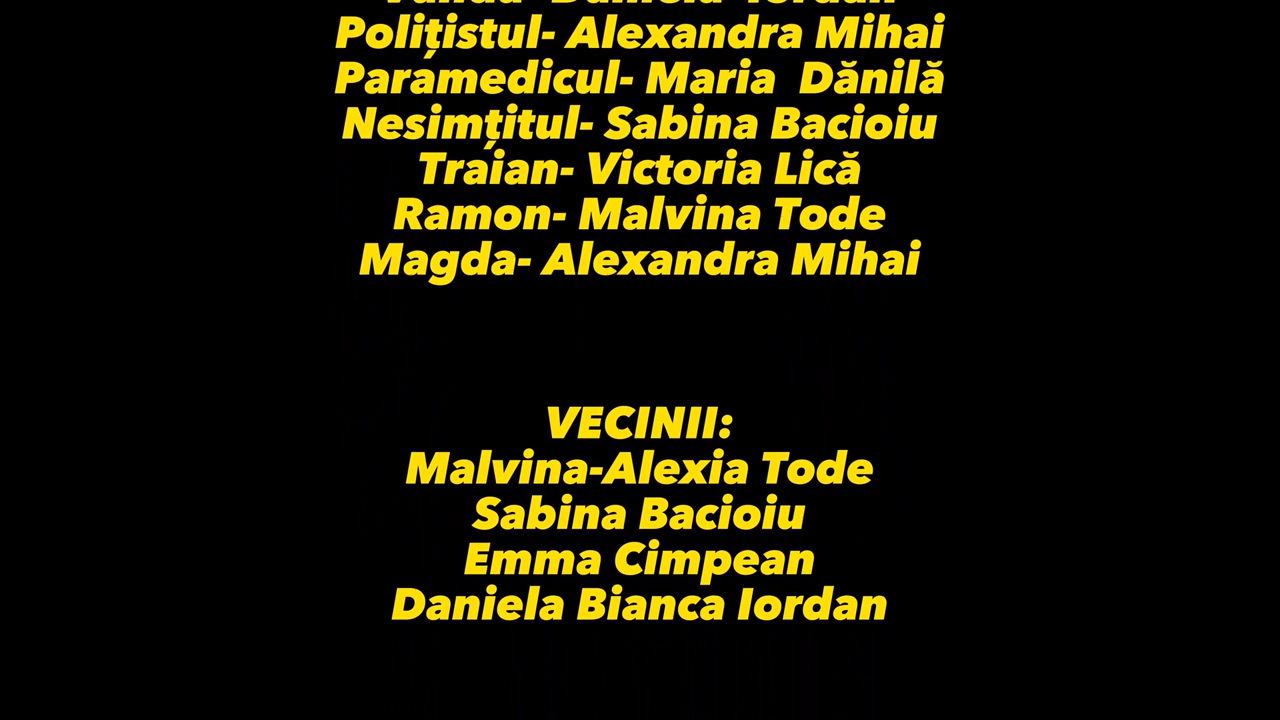 Polițistul- Alexandra Mihai
Paramedicul- Maria  Dănilă
Nesimțitul- Sabina Bacioiu
Traian- Victoria Lică
Ramon- Malvina Tode
Magda- Alexandra Mihai
VECINII:
Malvina-Alexia Tode
Sabina Bacioiu
Emma Cimpean
Daniela Bianca Iordan